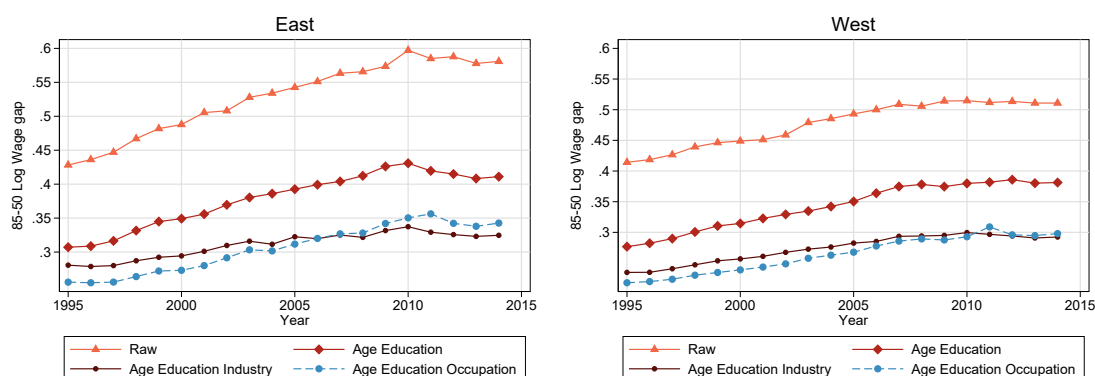 East
85-50 Log Wage gap
.6
.55
.5
.45
.4
.35
.3
1995 2000 2005 2010 2015
Year
Raw Age Education
Age Education Industry Age Education Occupation
West
85-50 Log Wage gap
.6
.55
.5
.45
.4
.35
.3
1995 2000 2005 2010 2015
Year
Raw Age Education
Age Education Industry Age Education Occupation